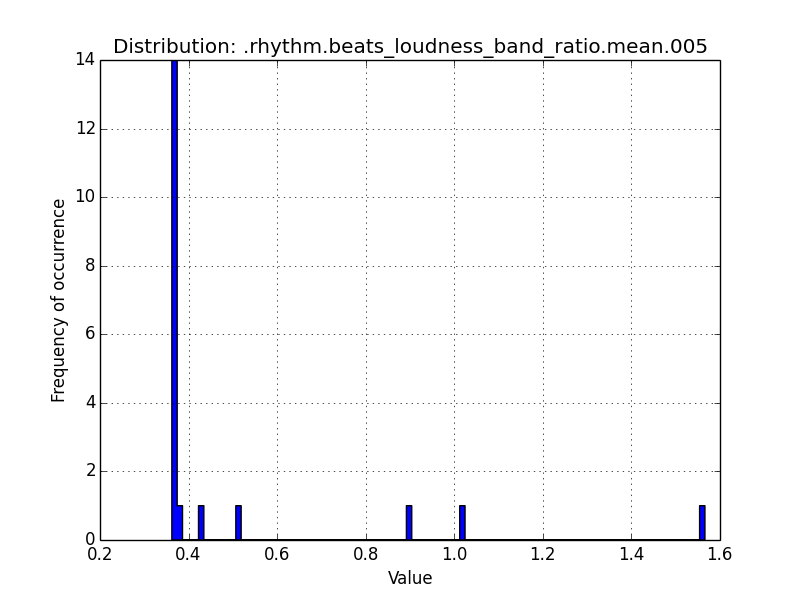 Distribution: .rhythm.beats_loudness_band_ratio.mean.005
14
12
10
8
6
4
2
0
Frequency of occurrence
0.2 0.4 0.6 0.8 1.0 1.2 1.4 1.6
Value